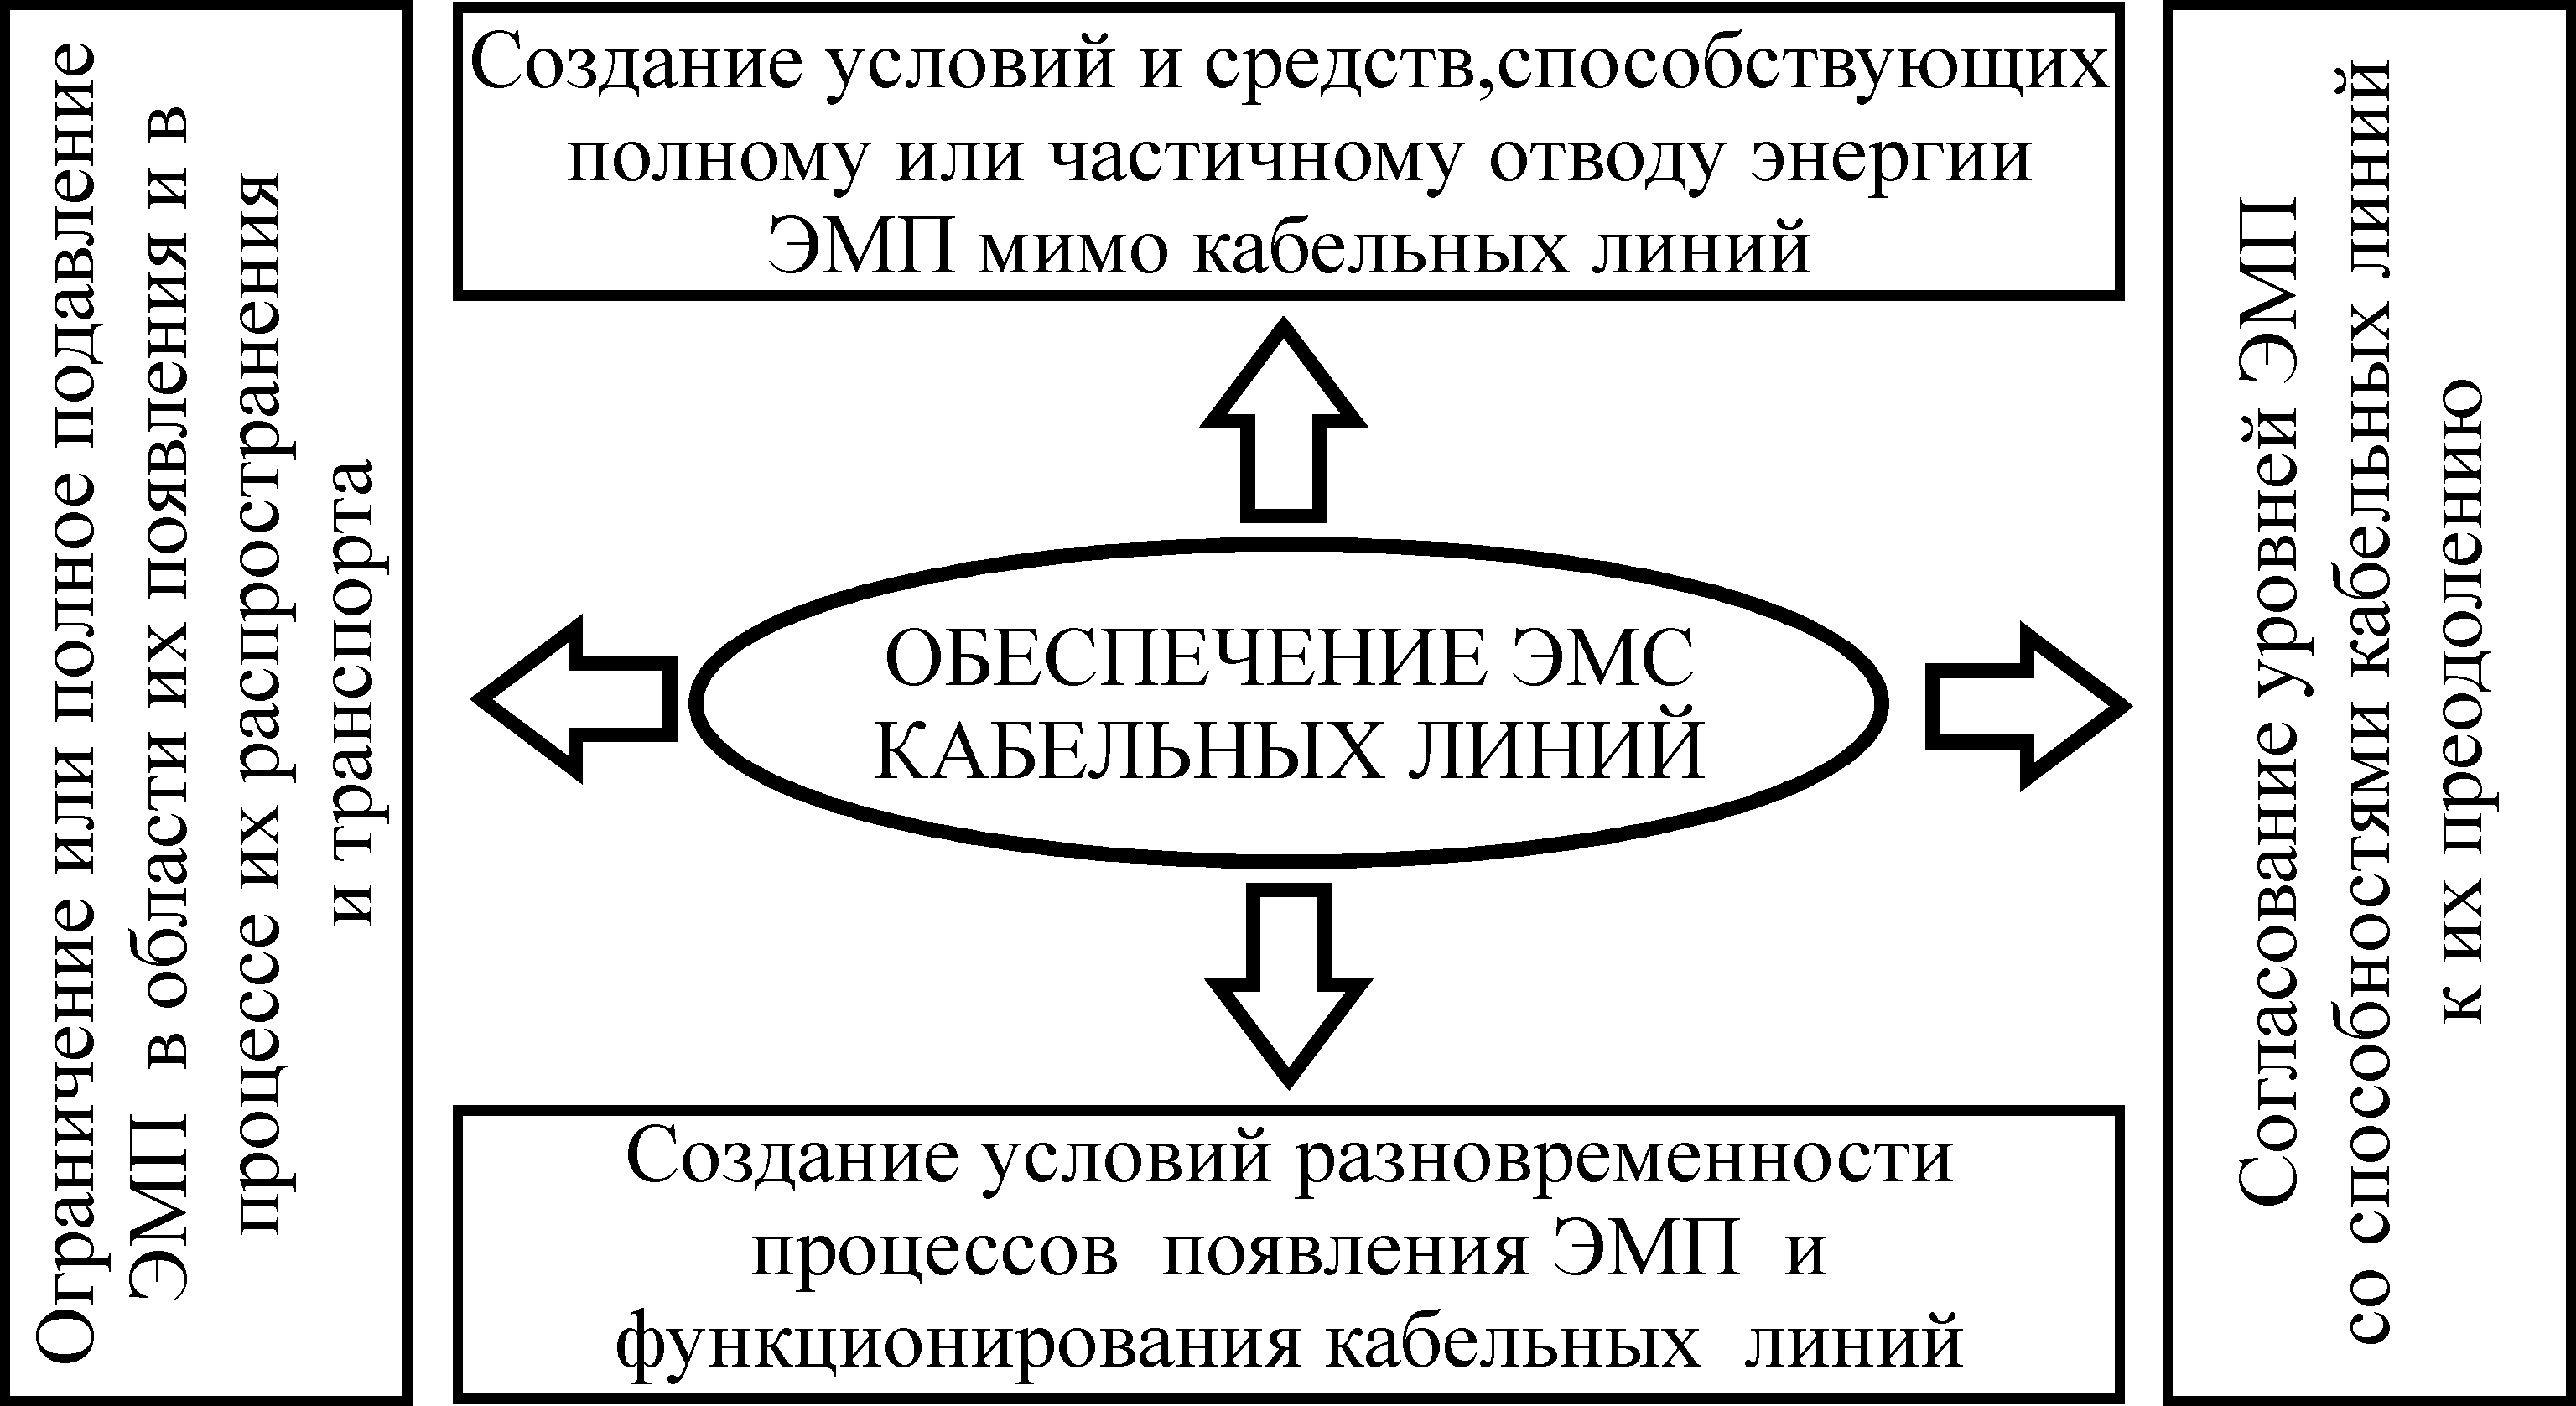 Ограничение или полное подавление
ЭМП в области их появления и в
процессе их распространения
и транспорта
Создание условий и средств,способствующих
полному или частичному отводу энергии
ЭМП мимо кабельных линий
ОБЕСПЕЧЕНИЕ ЭМС
КАБЕЛЬНЫХ ЛИНИЙ
Создание условий разновременности
процессов появления ЭМП и
функционирования кабельных линий
Согласование уровней ЭМП
со способностями кабельных линий
к их преодолению